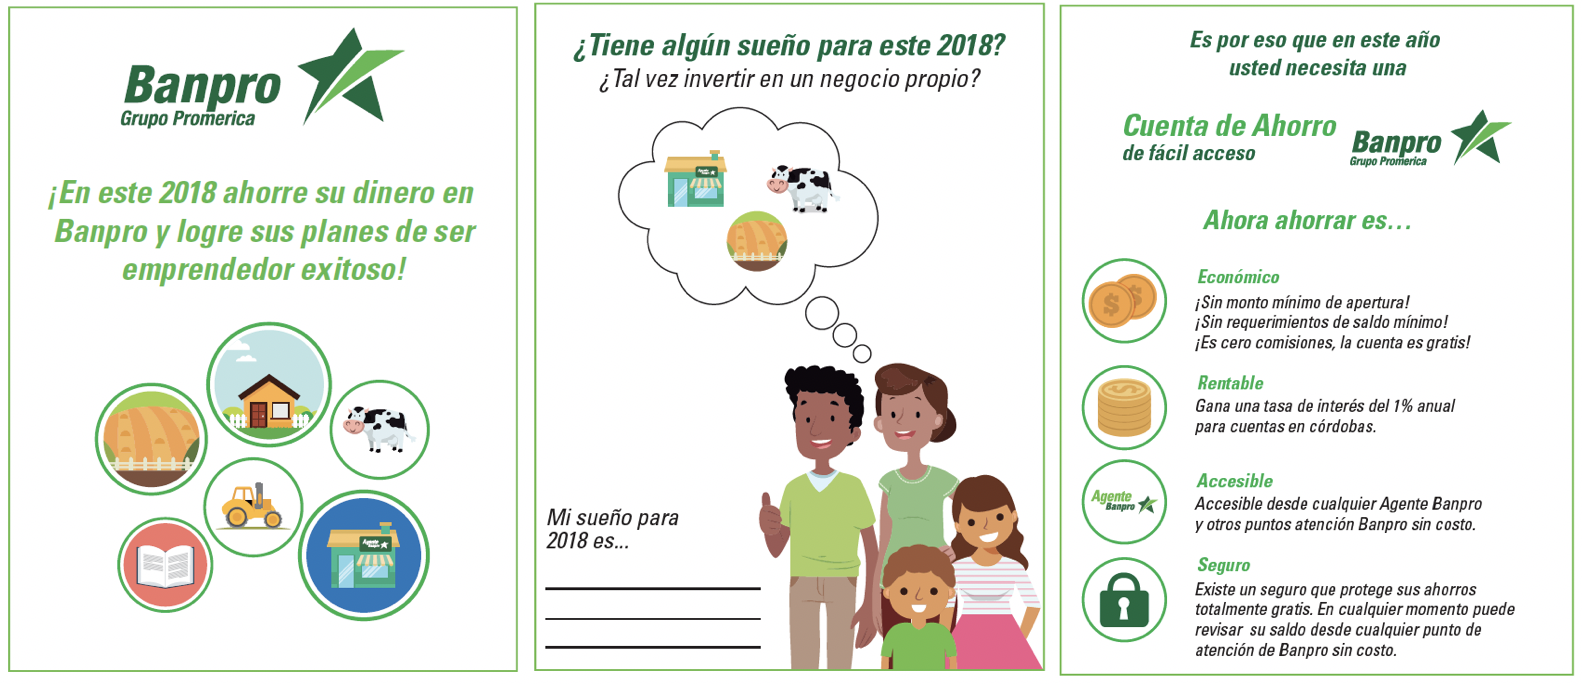 Banpro
Grupo Promerica
¡En este 2018 ahorre su dinero en
Banpro y logre sus planes de ser
emprendedor exitoso!
Agente
Banpro
¿Tiene algún sueño para este 2018?
¿Tal vez invertir en un negocio propio?
Agente
Banpro
Mi sueño para
2018 es...
Es por eso que en este año
usted necesita una
Cuenta de Ahorro
de fácil acceso
Banpro
Grupo Promerica
Ahora ahorrar es...
$ $
Económico
¡Sin monto mínimo de apertura!
¡Sin requerimientos de saldo mínimo!
¡Es cero comisiones, la cuenta es gratis!
$
Rentable
Gana una tasa de interés del 1% anual
para cuentas en córdobas.
Agente
Banpro
Accesible
Accesible desde cualquier Agente Banpro
y otros puntos atención Banpro sin costo.
Seguro
Existe un seguro que protege sus ahorros
totalmente gratis. En cualquier momento puede
revisar su saldo desde cualquier punto de
atención de Banpro sin costo.